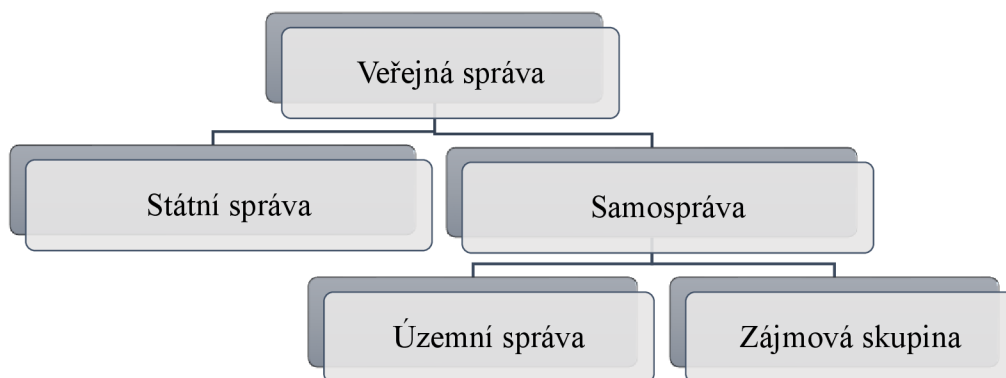 Veřejná správa
Státní správa
Samospráva
Územní správa
Zájmová skupina